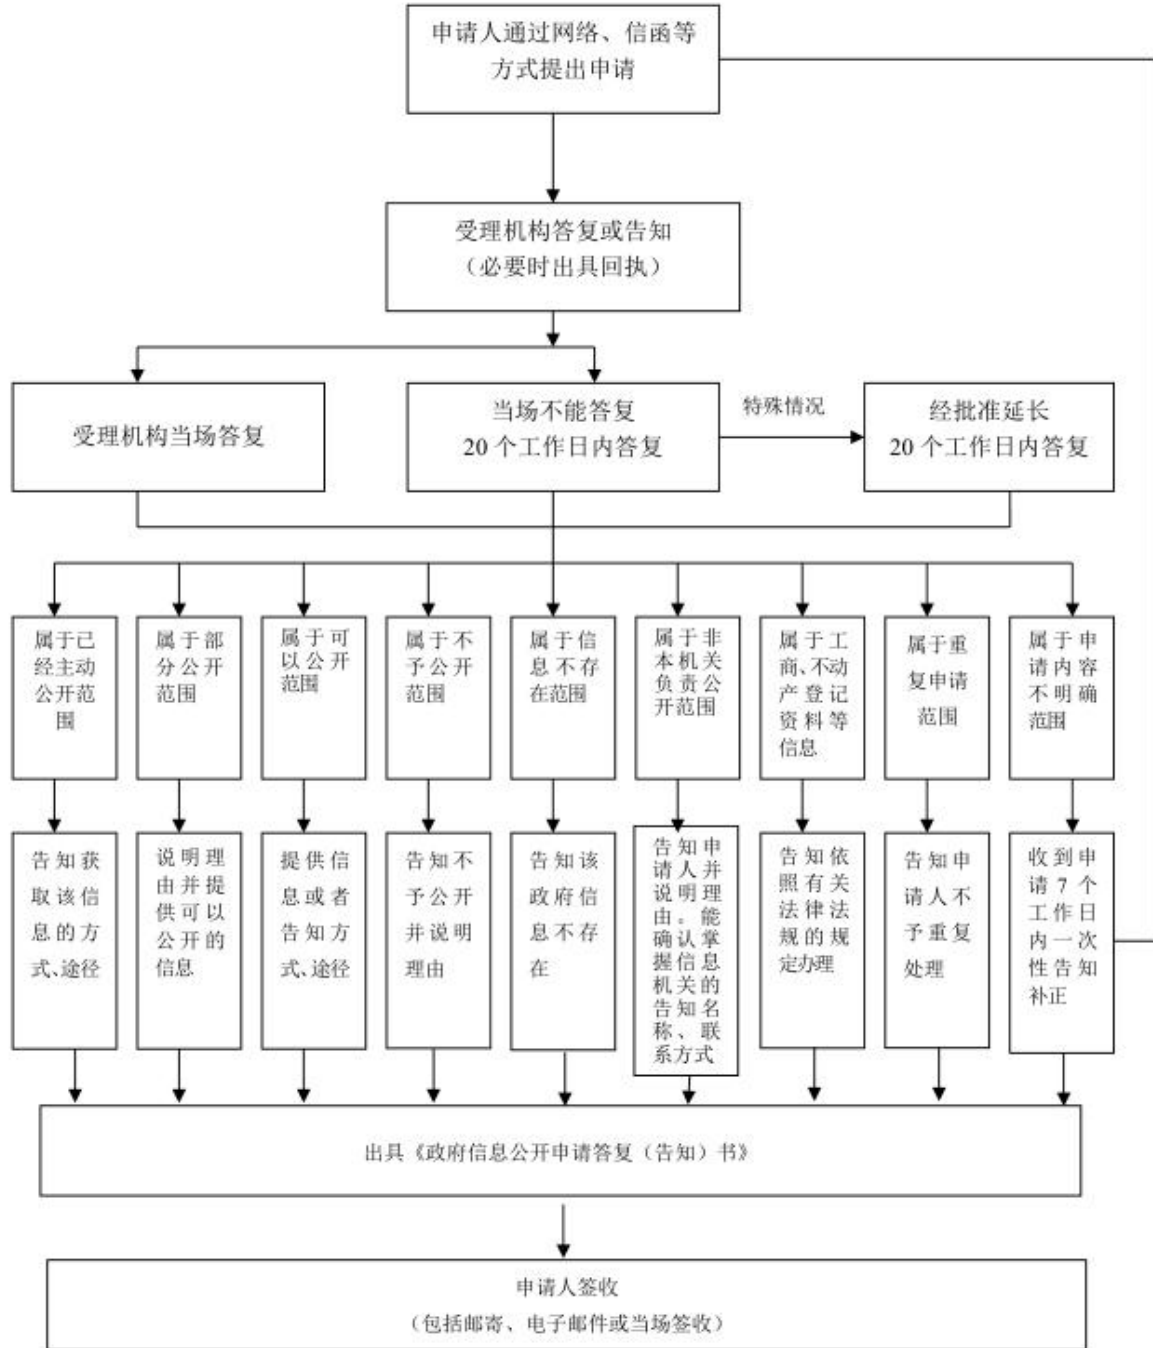 申请人通过网络、信函等
方式提出申请
受理机构答复或告知
（必要时出具回执）
受理机构当场答复
当场不能答复
20 个工作日内答复
特殊情况
经批准延长
20 个工作日内答复
属于已
经主动
公开范
围
属于部
分公开
范围
属于可
以公开
范围
属于不
予公开
范围
属于信
息不存
在范围
属于非
本机关
负责公
开范围
属于工
商、不动
产登记
资料等
信息
属于重
复申请
范围
属于申
请内容
不明确
范围
告知获
取该信
息的方
式、途径
说明理
由并提
供可以
公开的
信息
提供信
息或者
告知方
式、途径
告知不
予公开
并说明
理由
告知该
政府信
息不存
在
告知申
请人并
说明理
由。能
确认掌
握信息
机关的
告知名
称、联
系方式
告知依
照有关
法律法
规的规
定办理
告知申
请人不
予重复
处理
收到申
请 7 个
工作日
内一次
性告知
补正
出具《政府信息公开申请答复（告知）书》
申请人签收
（包括邮寄、电子邮件或当场签收）